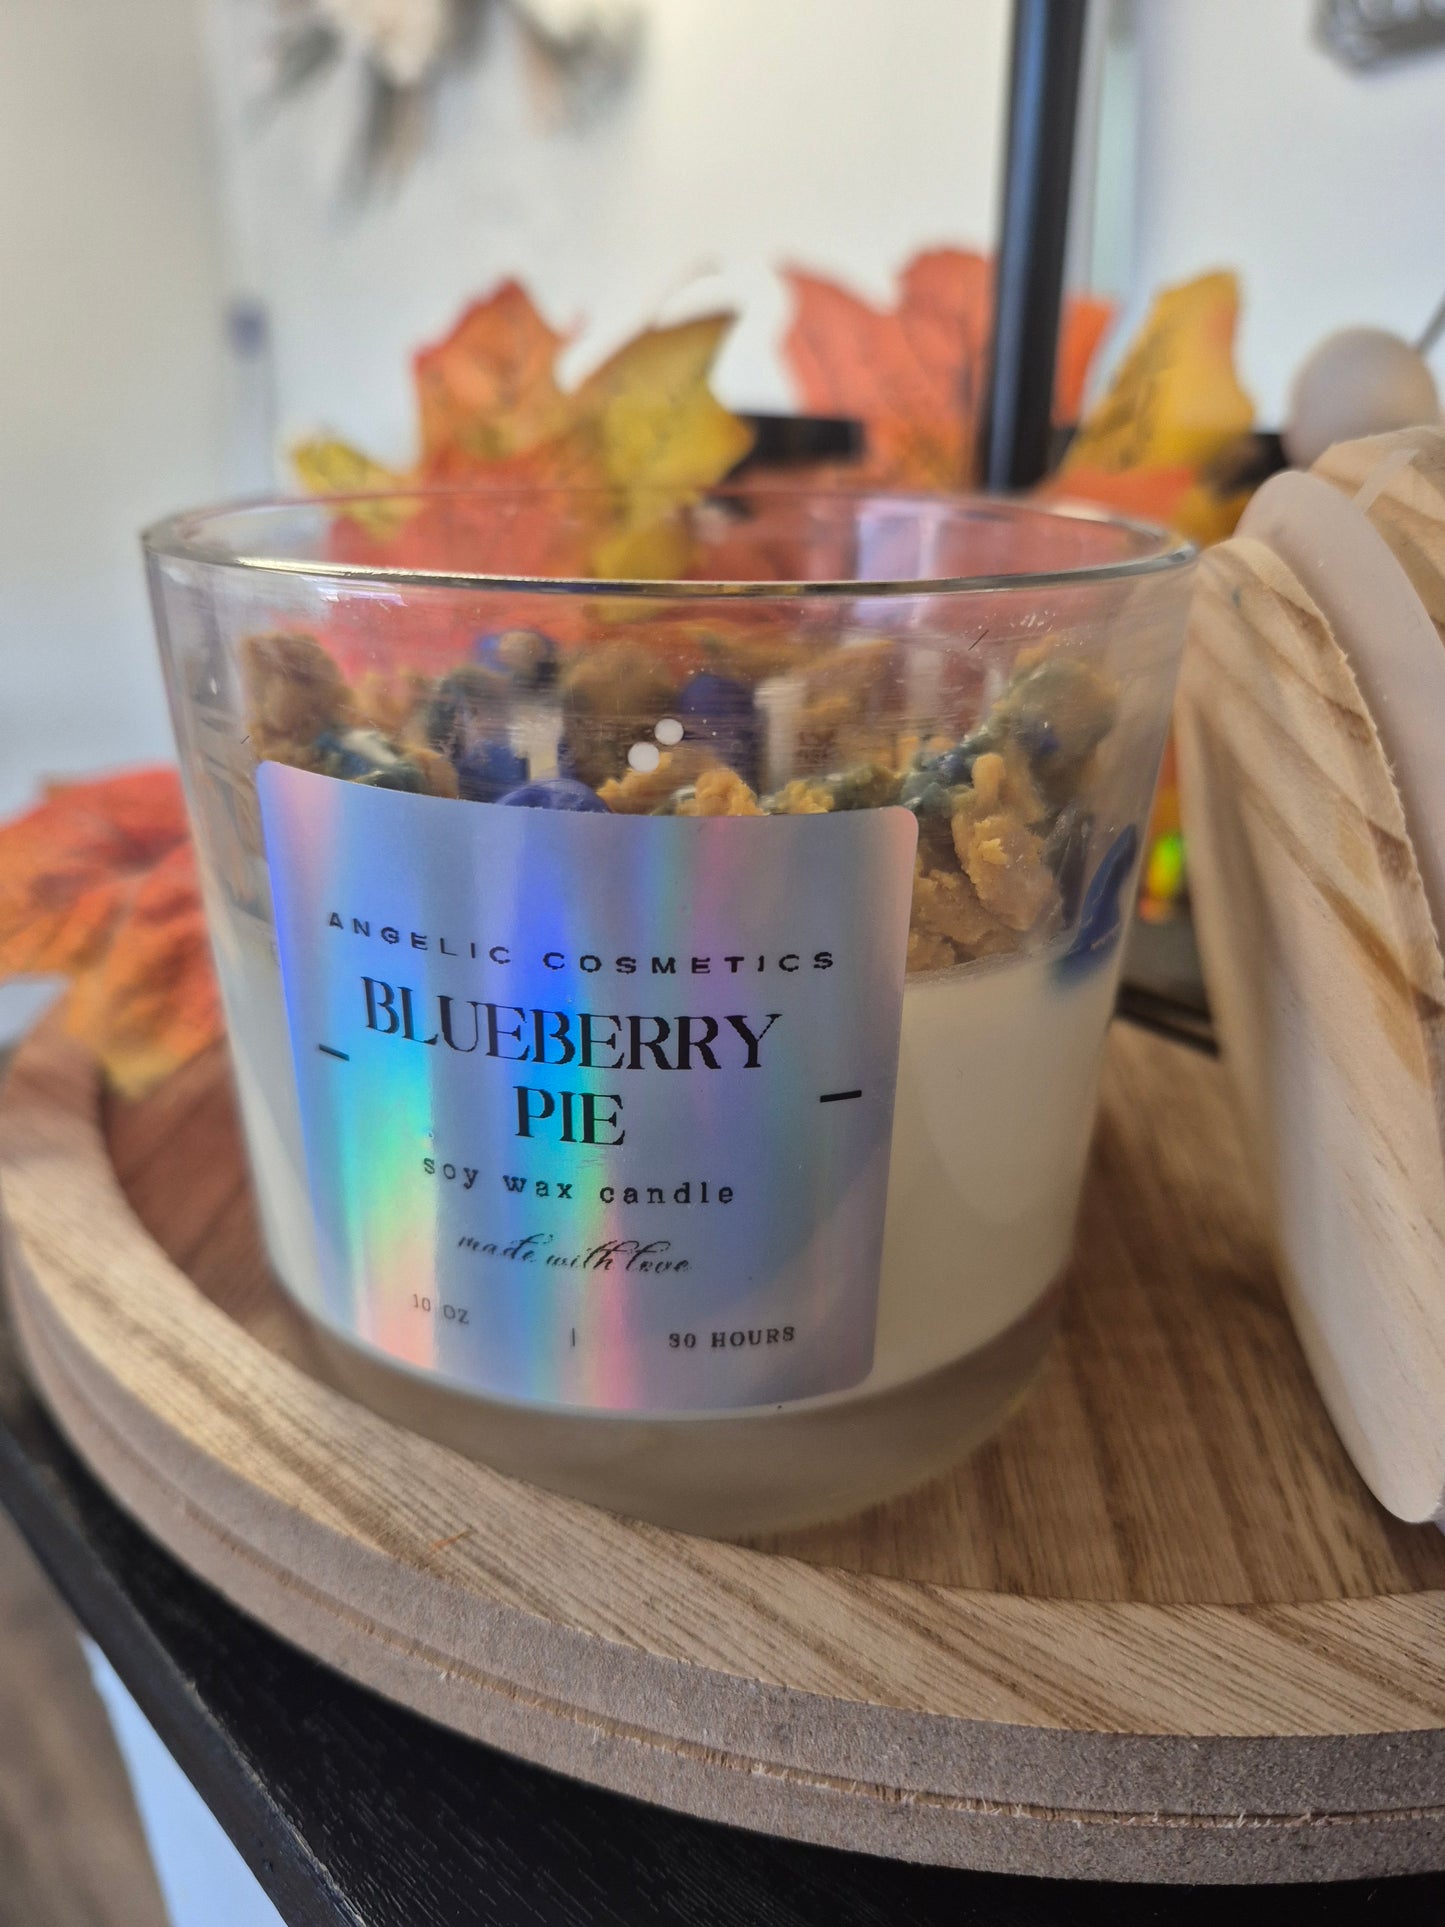 ANGELIC COSMETICS
BLUEBERRY
PIE
soy wax candle
made with love
10 OZ | 30 HOURS